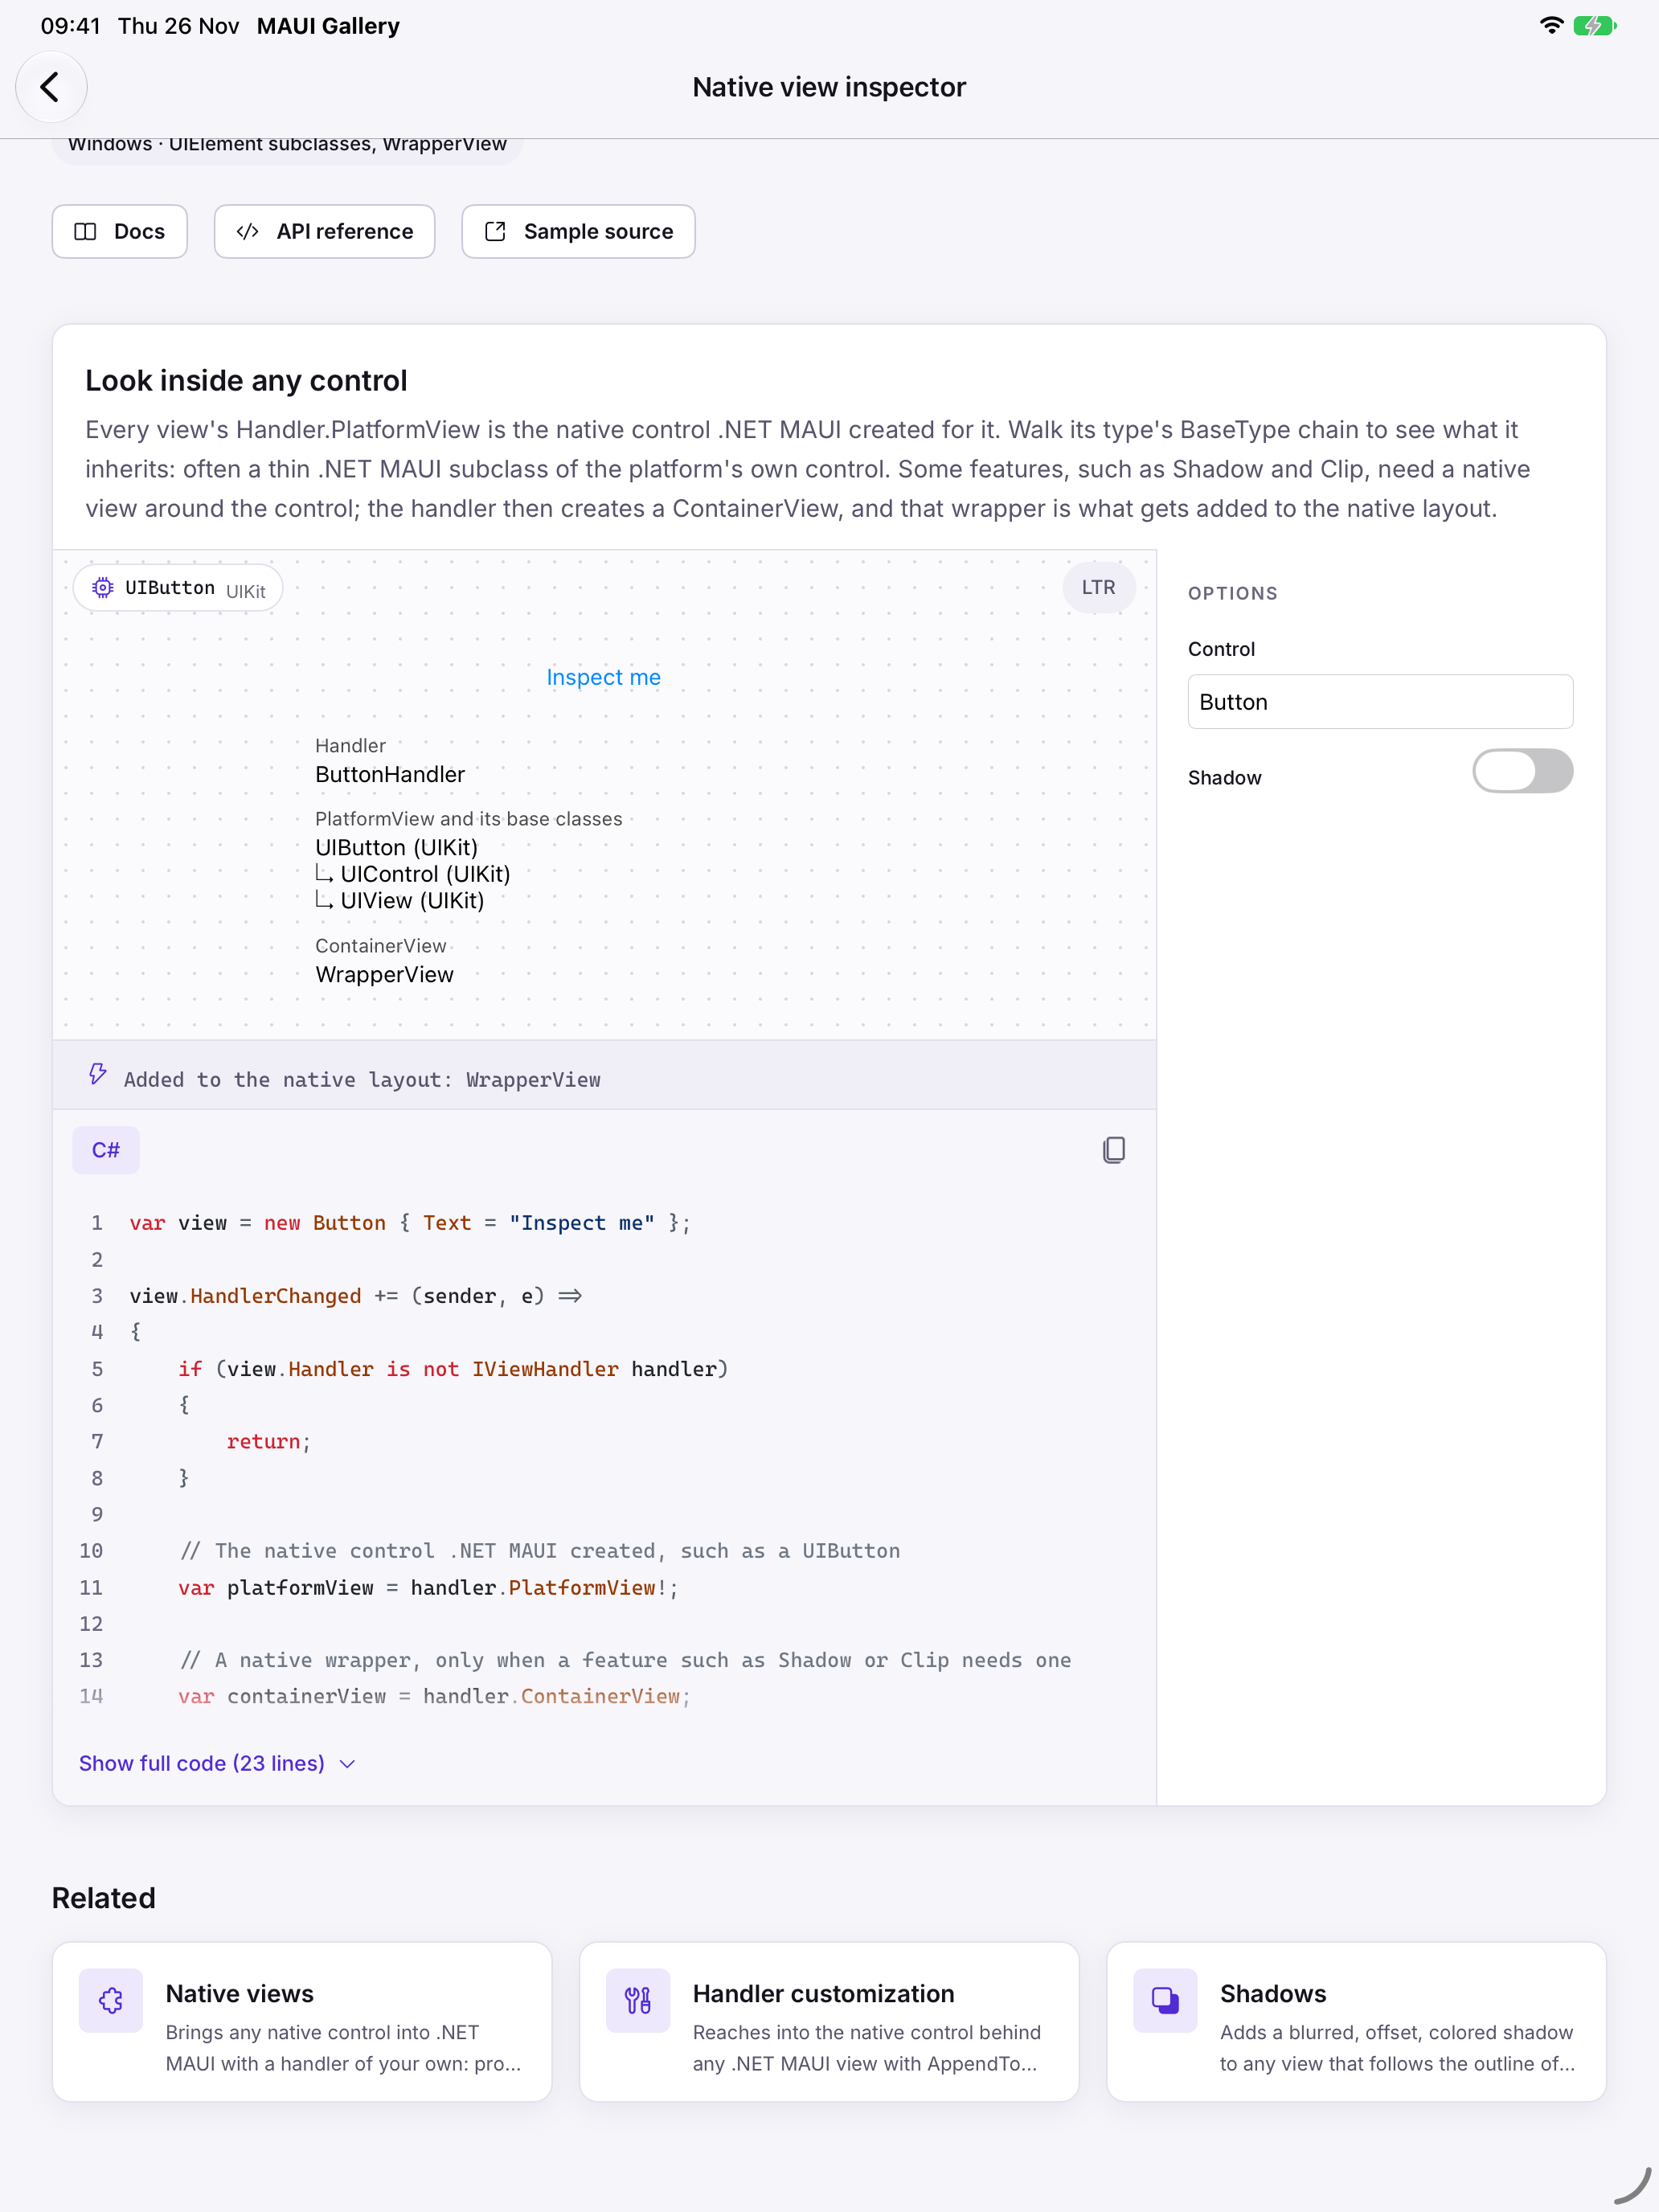 09:41 Thu 26 Nov MAUI Gallery
Native view inspector
Windows · UIElement subclasses, WrapperView
Docs
API reference
Sample source
Look inside any control
Every view's Handler.PlatformView is the native control .NET MAUI created for it. Walk its type's BaseType chain to see what it
inherits: often a thin .NET MAUI subclass of the platform's own control. Some features, such as Shadow and Clip, need a native
view around the control; the handler then creates a ContainerView, and that wrapper is what gets added to the native layout.
UIButton UIKit
LTR
Inspect me
Handler
ButtonHandler
PlatformView and its base classes
UIButton (UIKit)
UIControl (UIKit)
UIView (UIKit)
ContainerView
WrapperView
Added to the native layout: WrapperView
OPTIONS
Control
Button
Shadow
C#
1 var view = new Button { Text = "Inspect me" };
2
3 view.HandlerChanged += (sender, e) =>
4 {
5 if (view.Handler is not IViewHandler handler)
6 {
7 return;
8 }
9
10 // The native control .NET MAUI created, such as a UIButton
11 var platformView = handler.PlatformView!;
12
13 // A native wrapper, only when a feature such as Shadow or Clip needs one
14 var containerView = handler.ContainerView;
Show full code (23 lines)
Related
Native views
Brings any native control into .NET
MAUI with a handler of your own: pro...
Handler customization
Reaches into the native control behind
any .NET MAUI view with AppendTo...
Shadows
Adds a blurred, offset, colored shadow
to any view that follows the outline of...